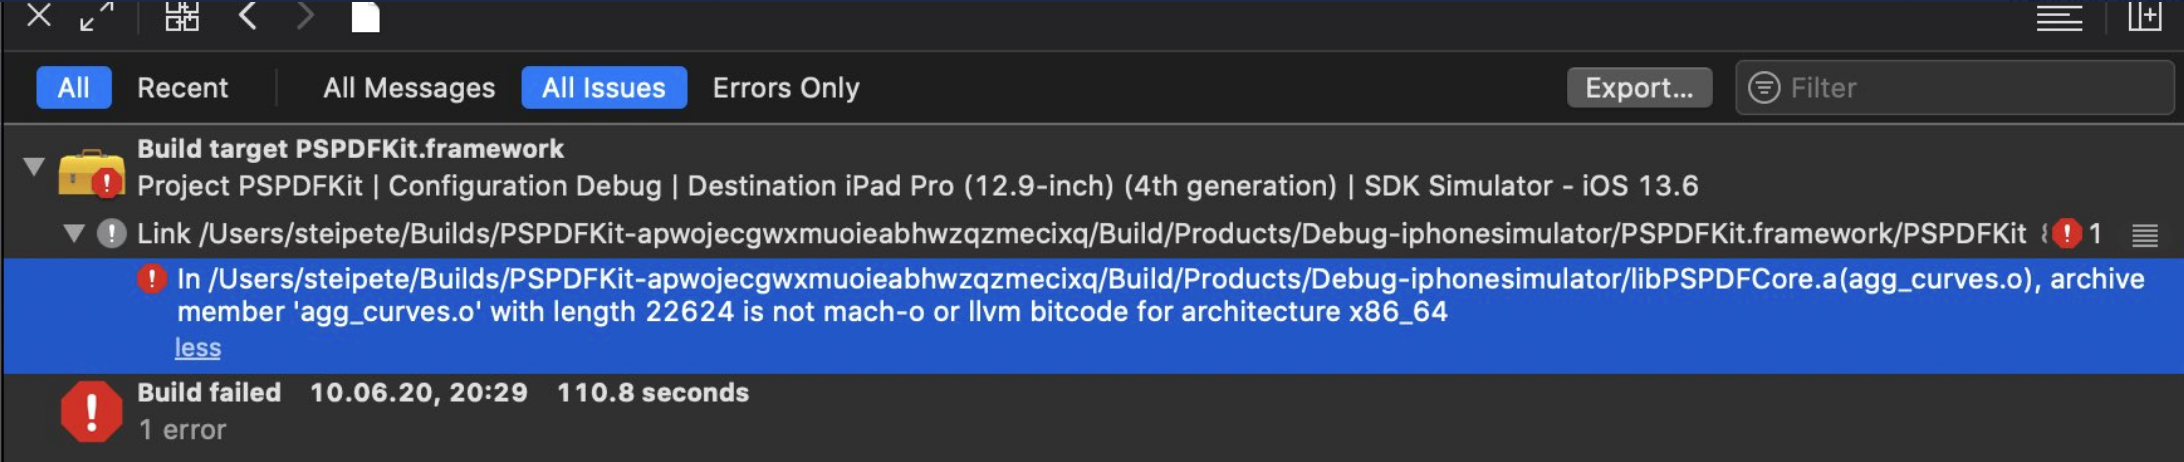 All Recent All Messages All Issues Errors Only Export... Filter
Build target PSPDFKit.framework
Project PSPDFKit | Configuration Debug | Destination iPad Pro (12.9-inch) (4th generation) | SDK Simulator - iOS 13.6
Link /Users/steipete/Builds/PSPDFKit-apwojecgwxmuoieabhwzqzmecixq/Build/Products/Debug-iphonesimulator/PSPDFKit.framework/PSPDFKit 1
In /Users/steipete/Builds/PSPDFKit-apwojecgwxmuoieabhwzqzmecixq/Build/Products/Debug-iphonesimulator/libPSPDFCore.a(agg_curves.o), archive
member 'agg_curves.o' with length 22624 is not mach-o or llvm bitcode for architecture x86_64
less
Build failed 10.06.20, 20:29 110.8 seconds
1 error